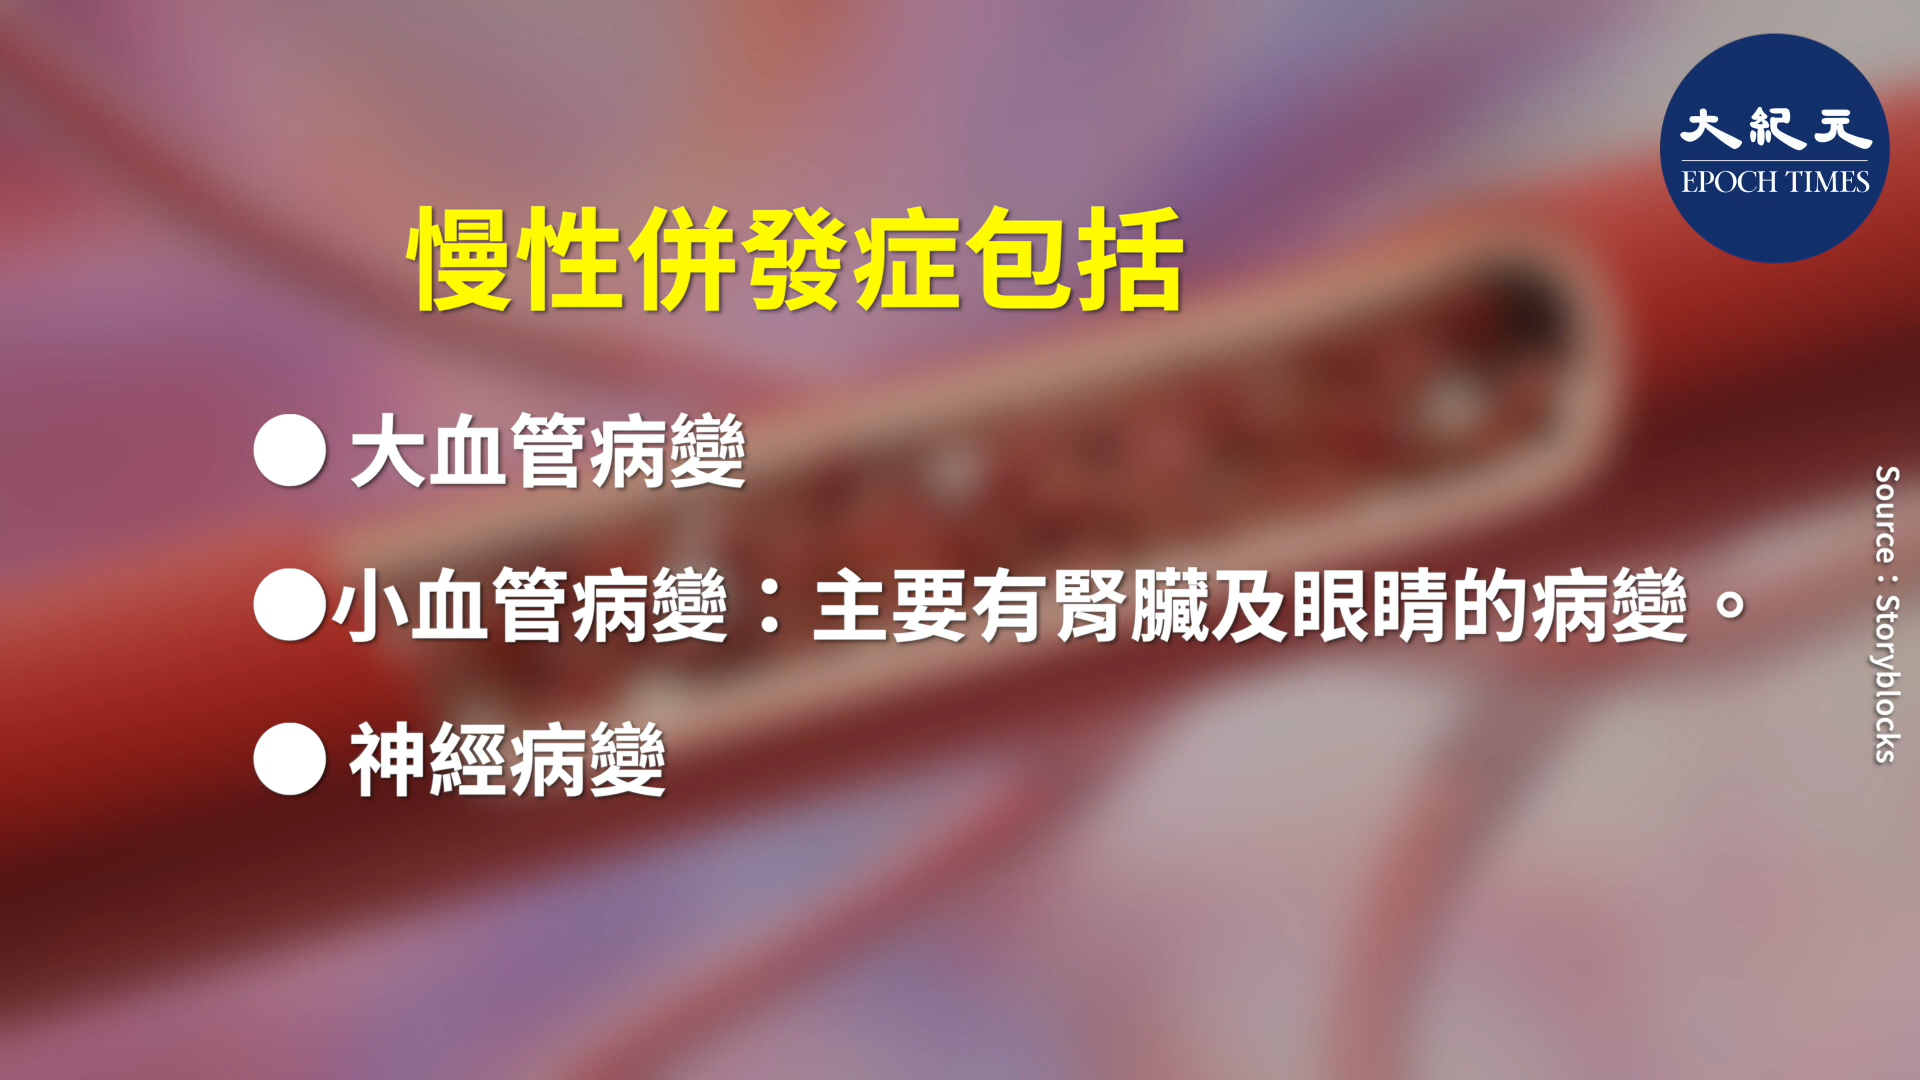 大紀元
EPOCH TIMES
慢性併發症包括
● 大血管病變
●小血管病變：主要有腎臟及眼睛的病變。
● 神經病變
Source：Storyblocks